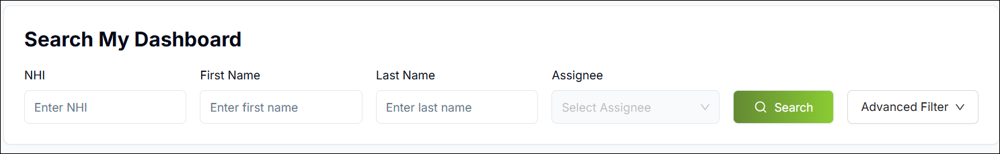 Search My Dashboard
NHI First Name Last Name Assignee
Enter NHI Enter first name Enter last name Select Assignee Search Advanced Filter